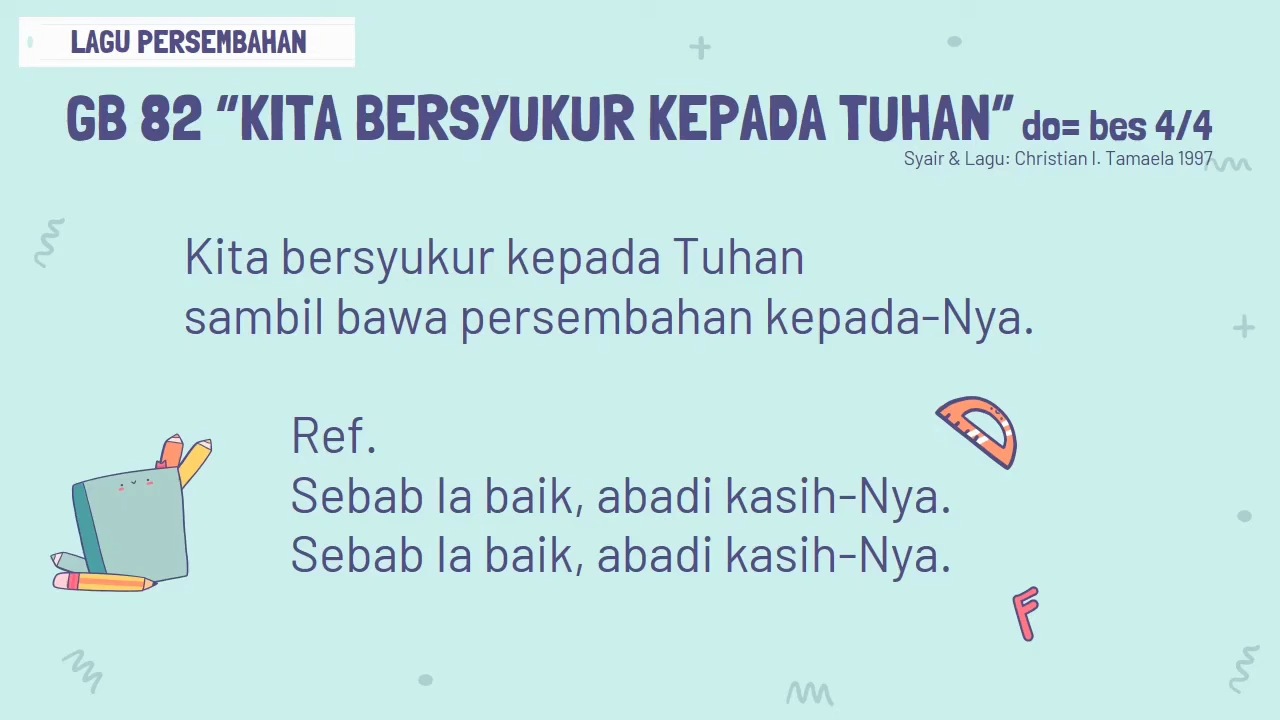 LAGU PERSEMBAHAN
GB 82 “KITA BERSYUKUR KEPADA TUHAN” do= bes 4/4
Syair & Lagu: Christian I. Tamaela 1997
Kita bersyukur kepada Tuhan
sambil bawa persembahan kepada-Nya.
Ref.
Sebab Ia baik, abadi kasih-Nya.
Sebab Ia baik, abadi kasih-Nya.
F